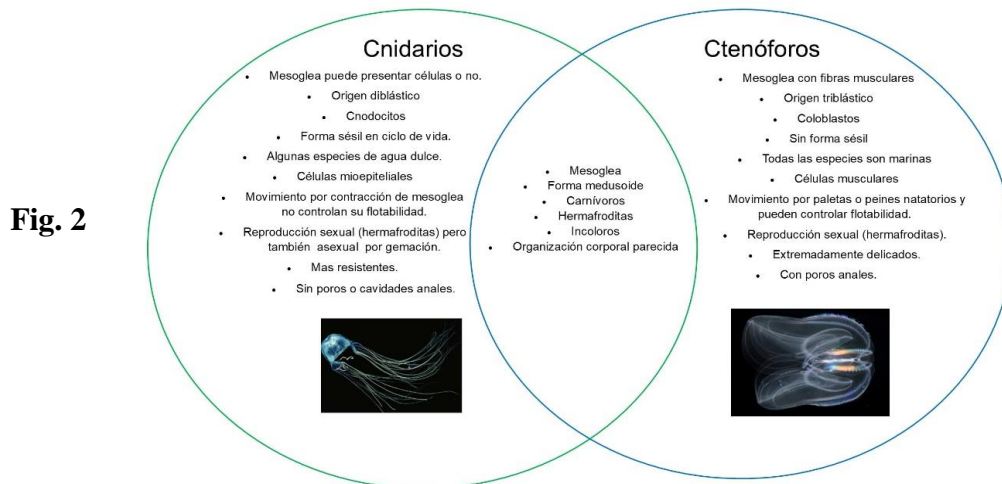 Fig. 2
Cnidarios
• Mesoglea puede presentar células o no.
• Origen diblástico
• Cnodocitos
• Forma sésil en ciclo de vida.
• Algunas especies de agua dulce.
• Células mioepiteliales
• Movimiento por contracción de mesoglea
no controlan su flotabilidad.
• Reproducción sexual (hermafroditas) pero
también asexual por gemación.
• Mas resistentes.
• Sin poros o cavidades anales.
• Mesoglea
• Forma medusoide
• Carnívoros
• Hermafroditas
• Incoloros
• Organización corporal parecida
Ctenóforos
• Mesoglea con fibras musculares
• Origen triblástico
• Coloblastos
• Sin forma sésil
• Todas las especies son marinas
• Células musculares
• Movimiento por paletas o peines natatorios y
pueden controlar flotabilidad.
• Reproducción sexual (hermafroditas).
• Extremadamente delicados.
• Con poros anales.